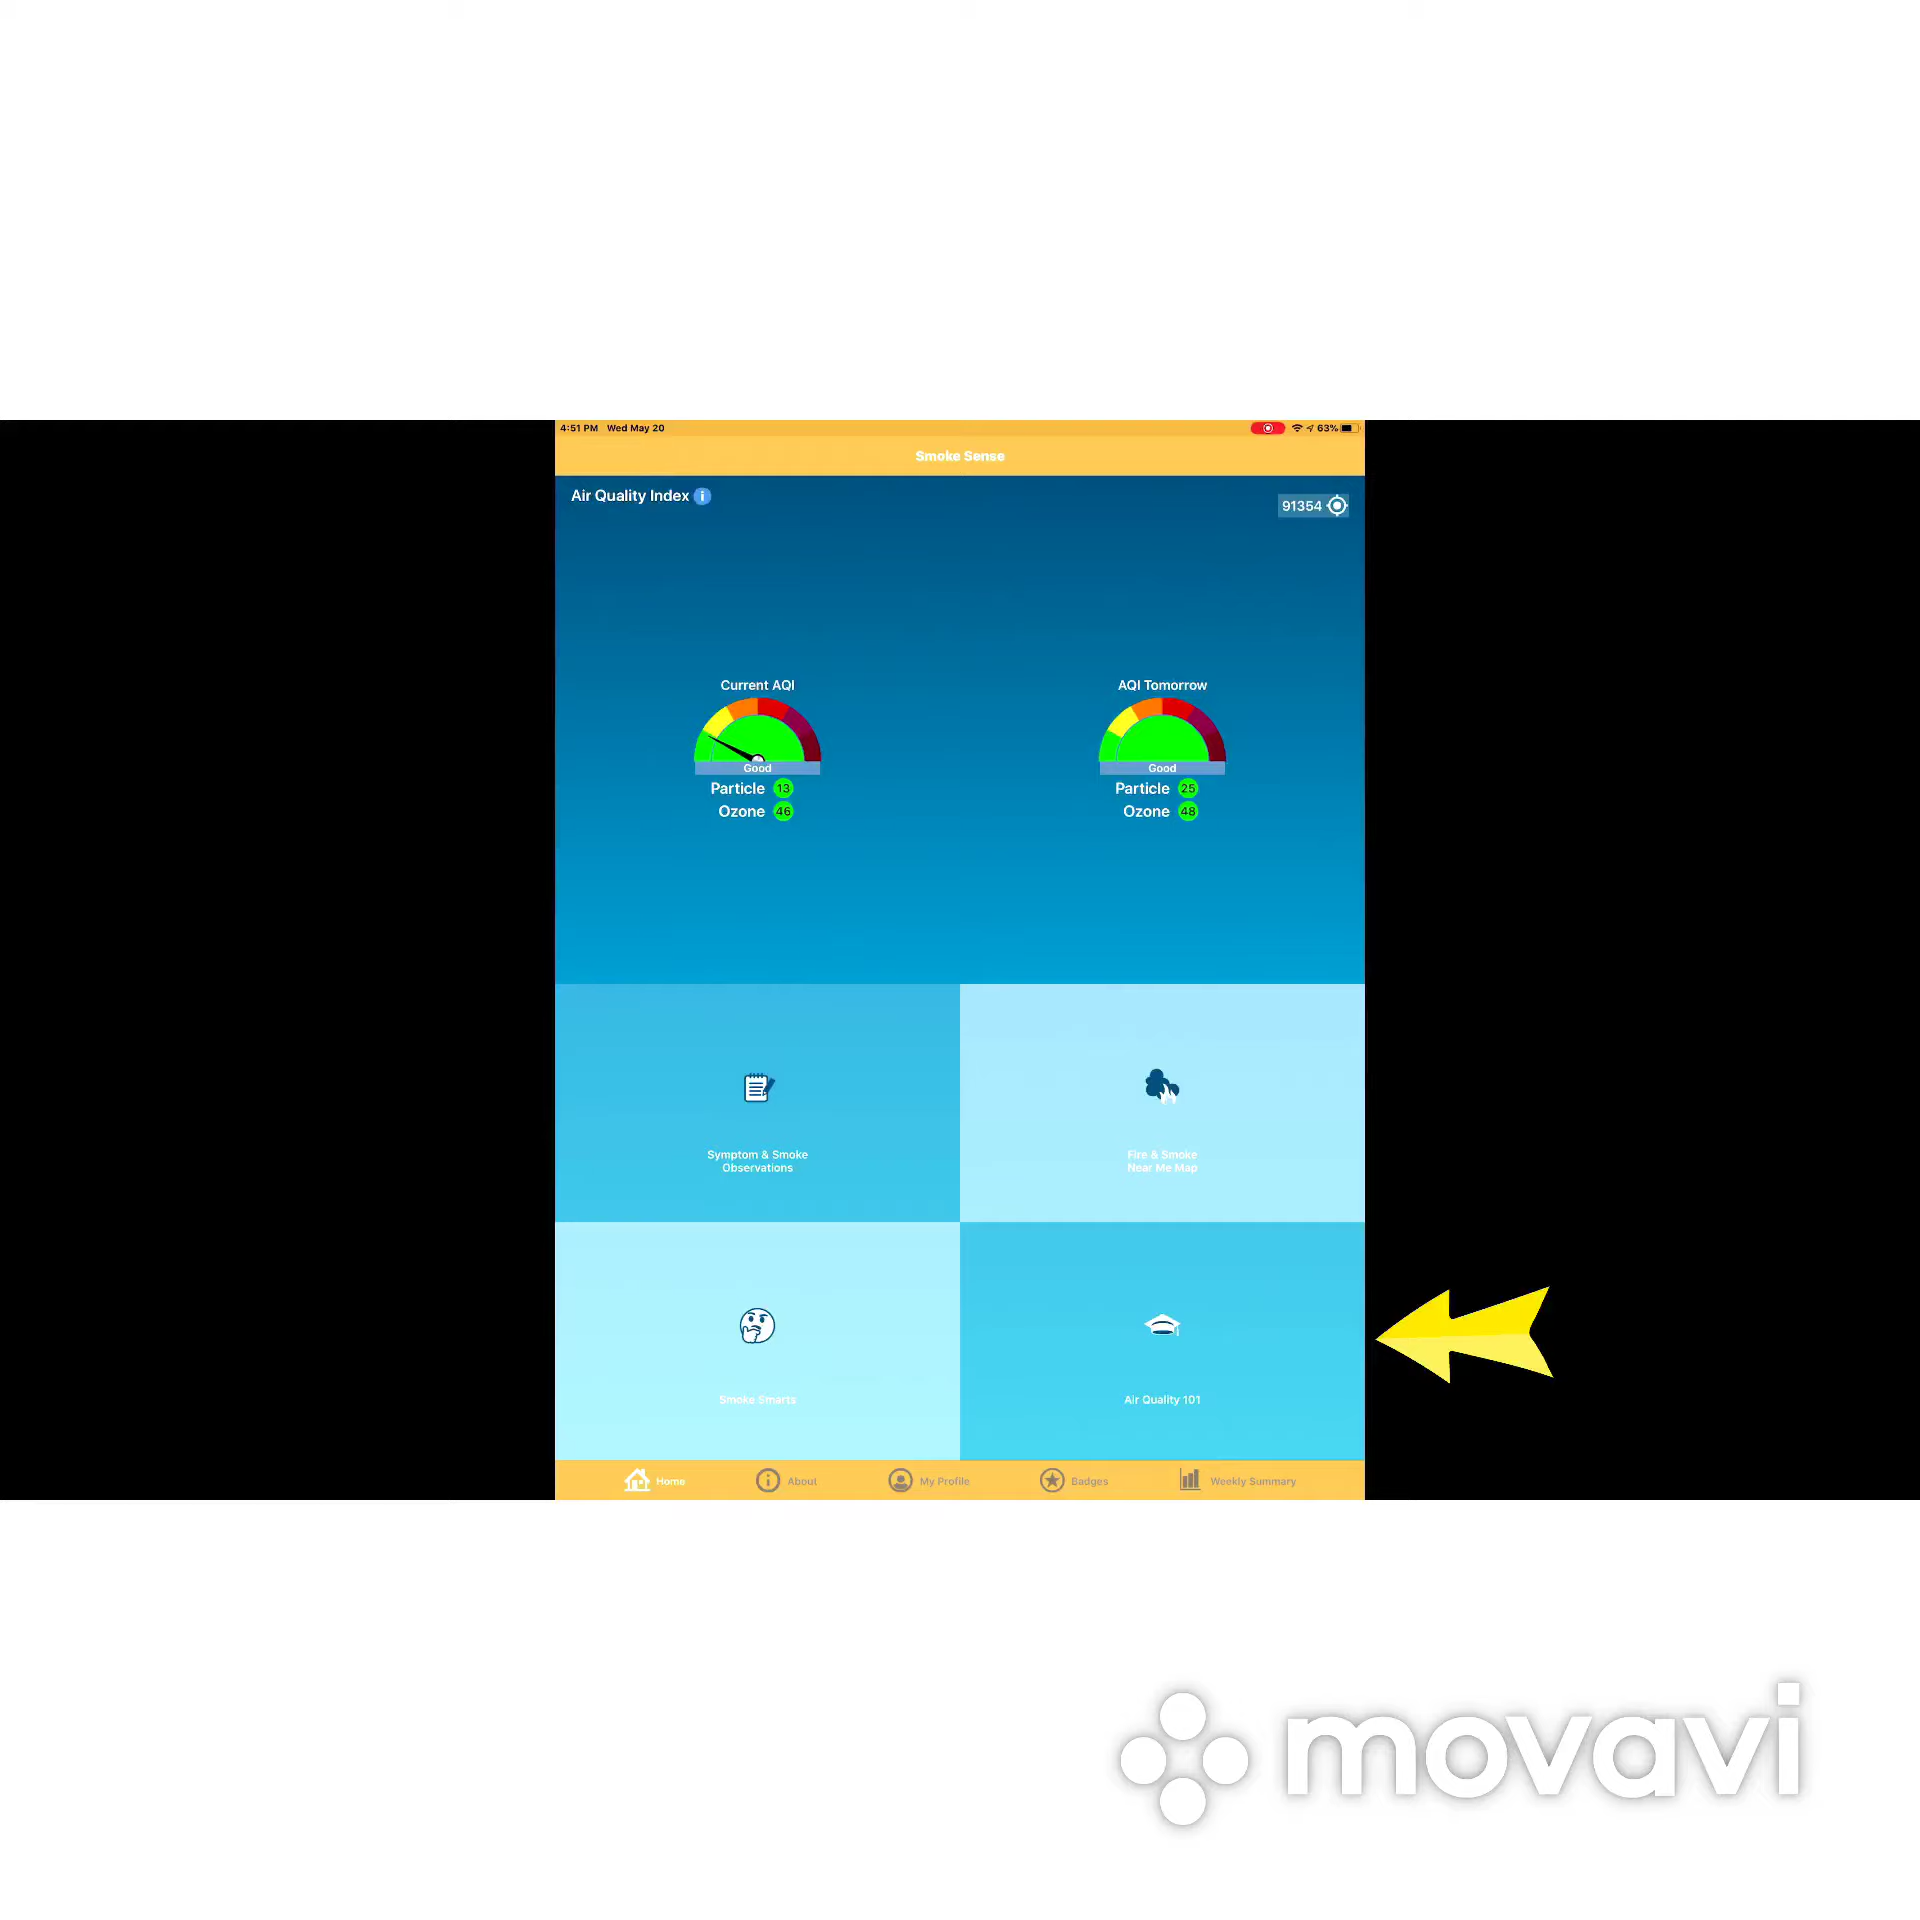 4:51 PM Wed May 20
63%
Smoke Sense
Air Quality Index i
91354
Current AQI
AQI Tomorrow
Good
Good
Particle 13
Particle 25
Ozone 46
Ozone 48
Symptom & Smoke
Observations
Fire & Smoke
Near Me Map
Smoke Smarts
Air Quality 101
Home
About
My Profile
Badges
Weekly Summary
movavi